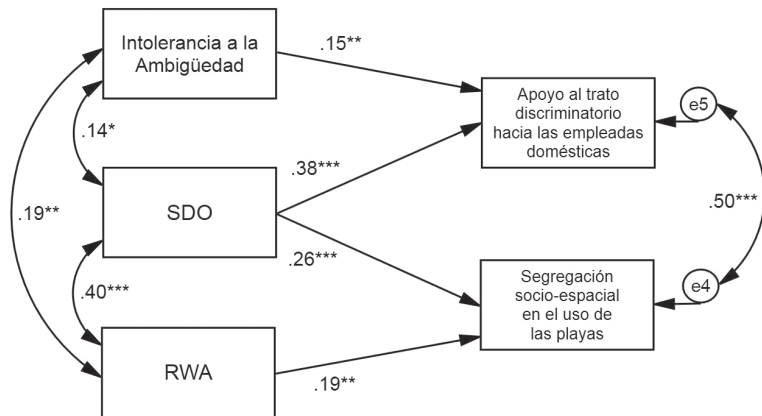 Intolerancia a la
Ambigüedad
.15**
Apoyo al trato
discriminatorio
hacia las empleadas
domésticas
e5
.14*
.38***
SDO
.19**
.50***
.26***
.40***
Segregación
socio-espacial
en el uso de
las playas
e4
RWA
.19**